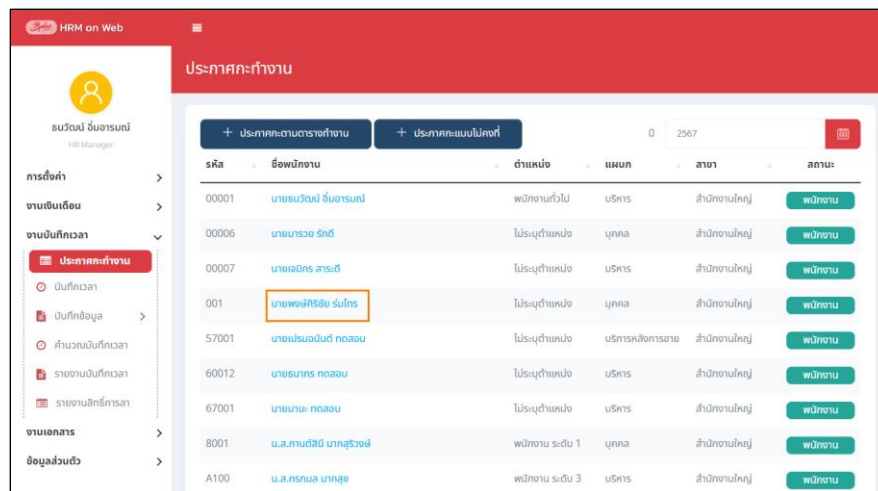 Byte HRM on Web
ประกาศกะทำงาน
ธนวัฒน์ อิ่มอารมณ์
HR Manager
การตั้งค่า
งานเงินเดือน
งานบันทึกเวลา
ประกาศกะทำงาน
บันทึกเวลา
บันทึกข้อมูล
คำนวณบันทึกเวลา
รายงานบันทึกเวลา
รายงานสิทธิ์การลา
งานเอกสาร
ข้อมูลส่วนตัว
+ ประกาศกะตามตารางทำงาน + ประกาศกะแบบไม่คงที่ ปี 2567
รหัส ชื่อพนักงาน ตำแหน่ง แผนก สาขา สถานะ
00001 นายธนวัฒน์ อิ่มอารมณ์ พนักงานทั่วไป บริหาร สำนักงานใหญ่ พนักงาน
00006 นายมารวย รักดี ไม่ระบุตำแหน่ง บุคคล สำนักงานใหญ่ พนักงาน
00007 นายเจมิกร สาระดี ไม่ระบุตำแหน่ง บริหาร สำนักงานใหญ่ พนักงาน
001 นายพงษ์ศิริชัย ร่มไทร ไม่ระบุตำแหน่ง บุคคล สำนักงานใหญ่ พนักงาน
57001 นายเปรมอนันต์ ทดสอบ ไม่ระบุตำแหน่ง บริการหลังการขาย สำนักงานใหญ่ พนักงาน
60012 นายธนากร ทดสอบ ไม่ระบุตำแหน่ง บริหาร สำนักงานใหญ่ พนักงาน
67001 นายมานะ ทดสอบ ไม่ระบุตำแหน่ง บริหาร สำนักงานใหญ่ พนักงาน
8001 น.ส.กานต์สินี นาคสุริวงษ์ พนักงาน ระดับ 1 บุคคล สำนักงานใหญ่ พนักงาน
A100 น.ส.กรกมล นาคสุข พนักงาน ระดับ 3 บริหาร สำนักงานใหญ่ พนักงาน